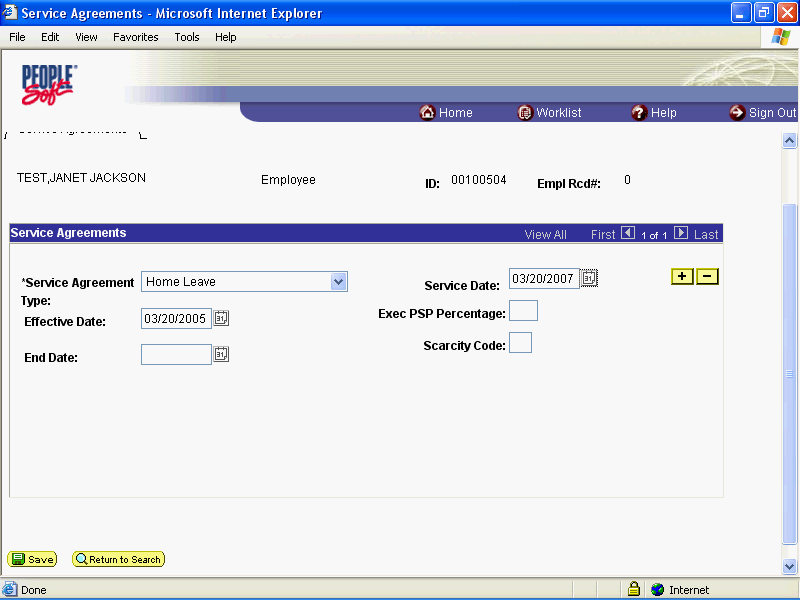 Service Agreements - Microsoft Internet Explorer
File Edit View Favorites Tools Help
PEOPLE Soft
Home Worklist Help Sign Out
Service Agreements
TEST,JANET JACKSON Employee ID: 00100504 Empl Rcd#: 0
Service Agreements View All First 1 of 1 Last
*Service Agreement Type: Home Leave Service Date: 03/20/2007 31 + −
Effective Date: 03/20/2005 31 Exec PSP Percentage:
End Date: 31 Scarcity Code:
Save Return to Search
Done Internet